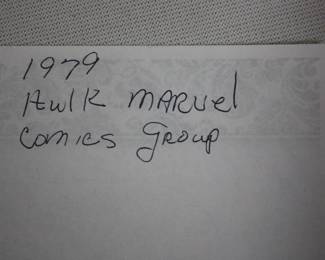 1979
Hulk MARVEL
Comics Group